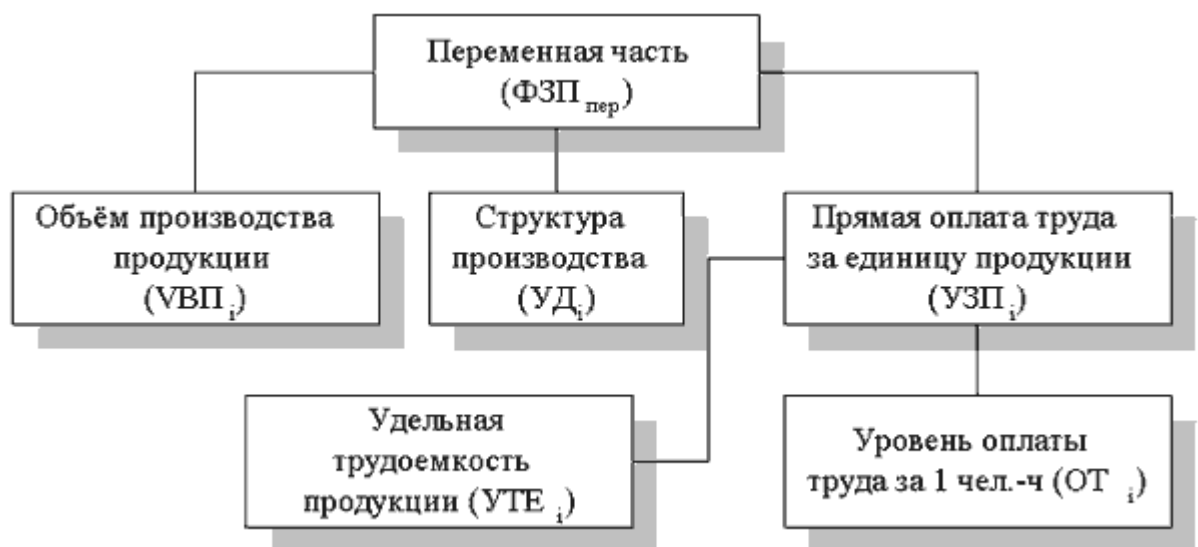 Переменная часть
(ФЗП пер)
Объём производства
продукции
(VВП i)
Структура
производства
(УД i)
Прямая оплата труда
за единицу продукции
(УЗП i)
Удельная
трудоемкость
продукции (УТЕ i)
Уровень оплаты
труда за 1 чел.-ч (ОТ i)